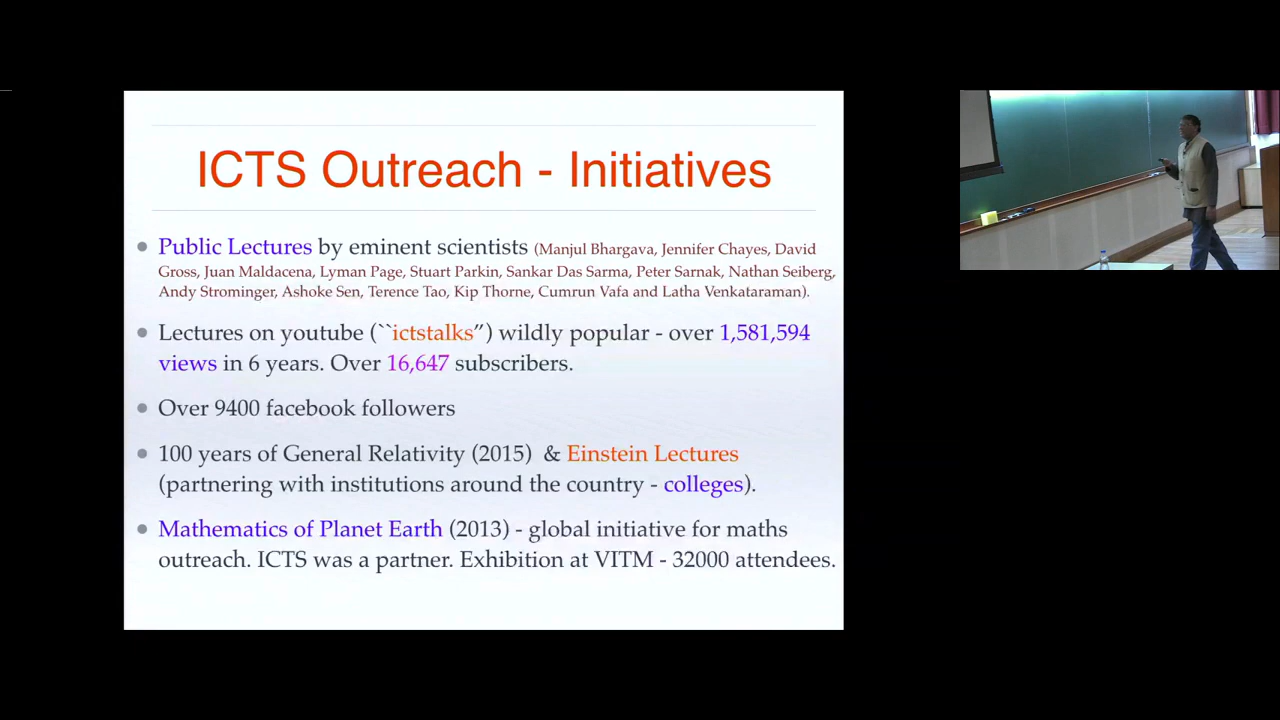 ICTS Outreach - Initiatives
• Public Lectures by eminent scientists (Manjul Bhargava, Jennifer Chayes, David
Gross, Juan Maldacena, Lyman Page, Stuart Parkin, Sankar Das Sarma, Peter Sarnak, Nathan Seiberg,
Andy Strominger, Ashoke Sen, Terence Tao, Kip Thorne, Cumrun Vafa and Latha Venkataraman).
• Lectures on youtube (``ictstalks”) wildly popular - over 1,581,594
views in 6 years. Over 16,647 subscribers.
• Over 9400 facebook followers
• 100 years of General Relativity (2015) & Einstein Lectures
(partnering with institutions around the country - colleges).
• Mathematics of Planet Earth (2013) - global initiative for maths
outreach. ICTS was a partner. Exhibition at VITM - 32000 attendees.